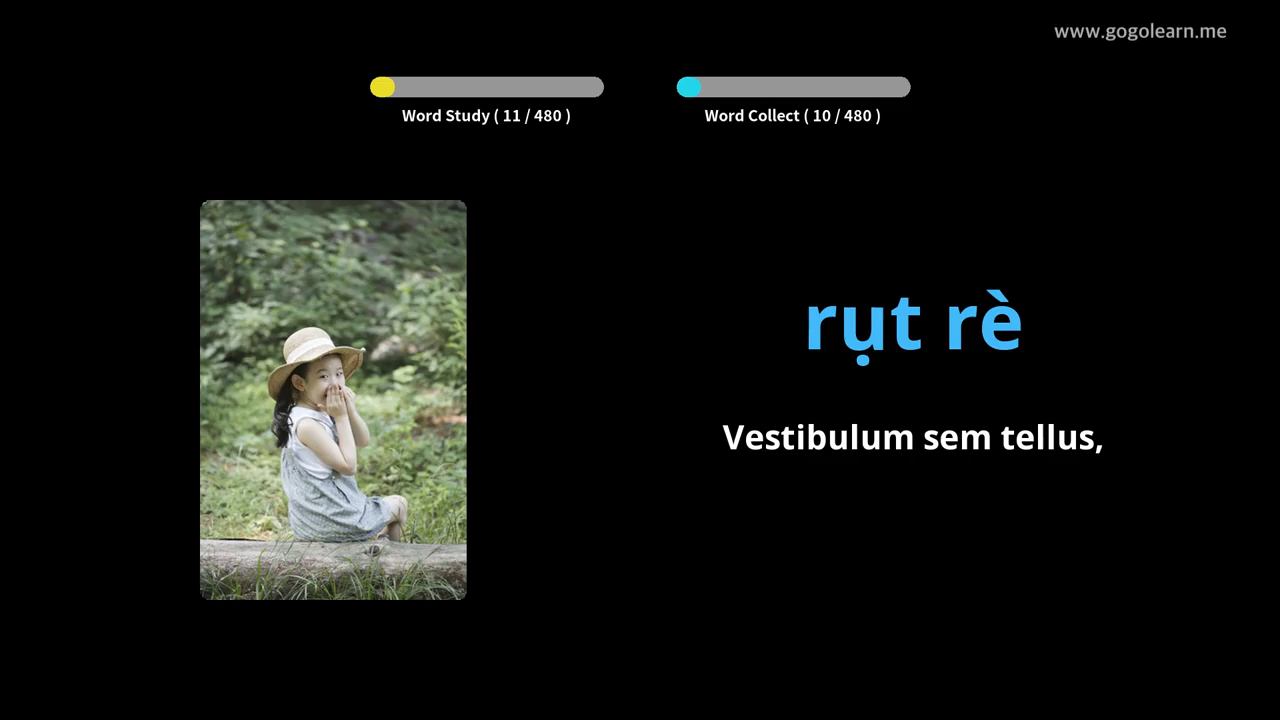 www.gogolearn.me
Word Study ( 11 / 480 )
Word Collect ( 10 / 480 )
rụt rè
Vestibulum sem tellus,